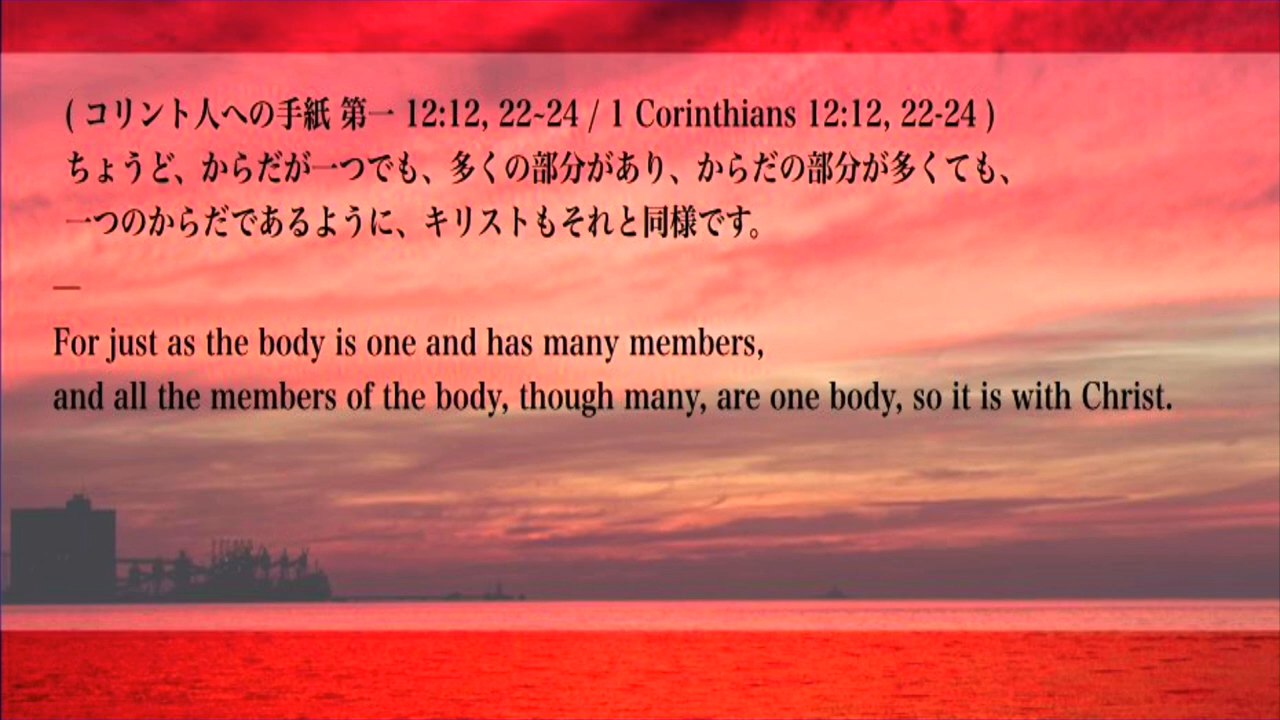 ( コリント人への手紙 第一 12:12, 22~24 / 1 Corinthians 12:12, 22-24 )
ちょうど、からだが一つでも、多くの部分があり、からだの部分が多くても、
一つのからだであるように、キリストもそれと同様です。
—
For just as the body is one and has many members,
and all the members of the body, though many, are one body, so it is with Christ.